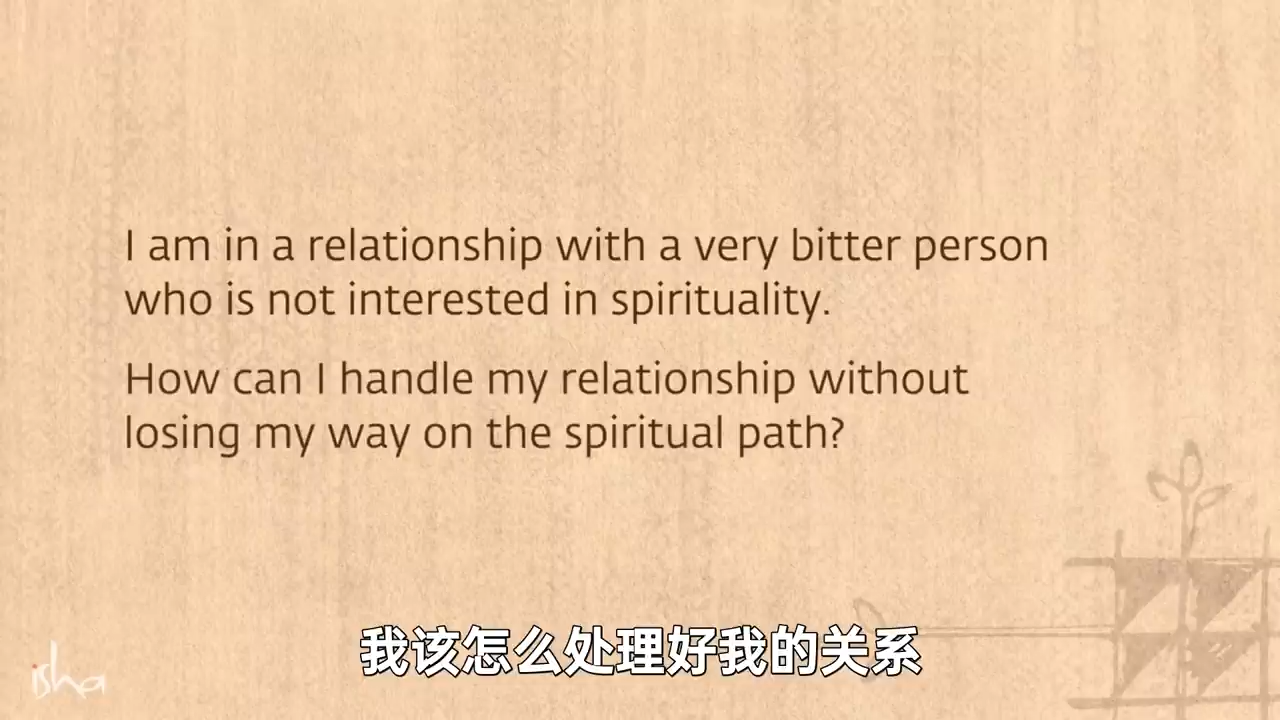 I am in a relationship with a very bitter person
who is not interested in spirituality.
How can I handle my relationship without
losing my way on the spiritual path?
我该怎么处理好我的关系
isha